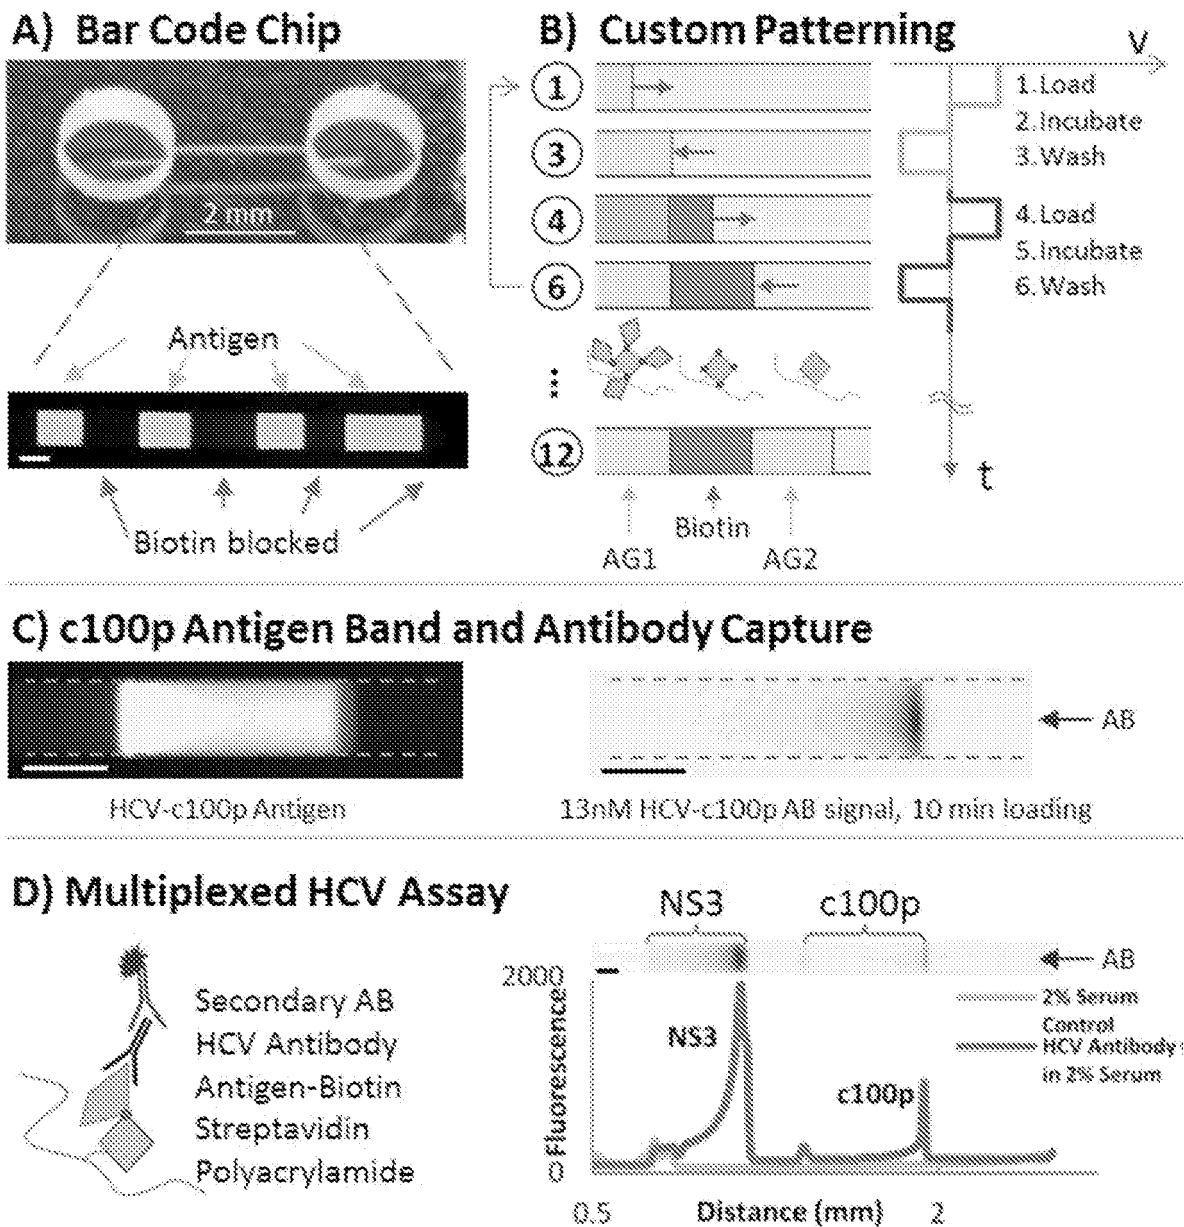 A) Bar Code Chip
2 mm
Antigen
Biotin blocked
B) Custom Patterning
V
1
3
4
6
...
12
1. Load
2. Incubate
3. Wash
4. Load
5. Incubate
6. Wash
t
Biotin
AG1
AG2
C) c100p Antigen Band and Antibody Capture
AB
HCV-c100p Antigen
13nM HCV-c100p AB signal, 10 min loading
D) Multiplexed HCV Assay
Secondary AB
HCV Antibody
Antigen-Biotin
Streptavidin
Polyacrylamide
NS3
c100p
AB
2000
Fluorescence
0
NS3
c100p
2% Serum
Control
HCV Antibody s
in 2% Serum
0.5
Distance (mm)
2